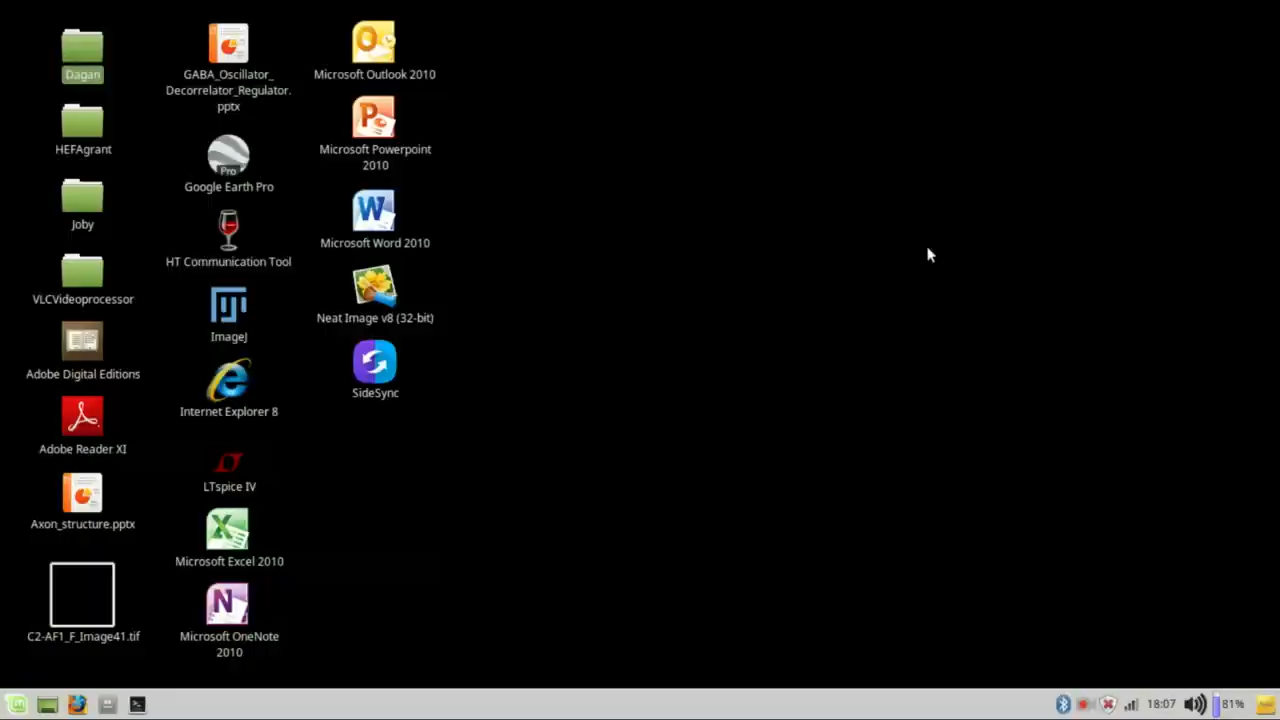 Dagan
HEFAgrant
Joby
VLCVideoprocessor
Adobe Digital Editions
Adobe Reader XI
Axon_structure.pptx
C2-AF1_F_Image41.tif
GABA_Oscillator_
Decorrelator_Regulator.
pptx
Pro
Google Earth Pro
HT Communication Tool
ImageJ
Internet Explorer 8
LTspice IV
Microsoft Excel 2010
Microsoft OneNote
2010
Microsoft Outlook 2010
Microsoft Powerpoint
2010
Microsoft Word 2010
Neat Image v8 (32-bit)
SideSync
18:07
81%